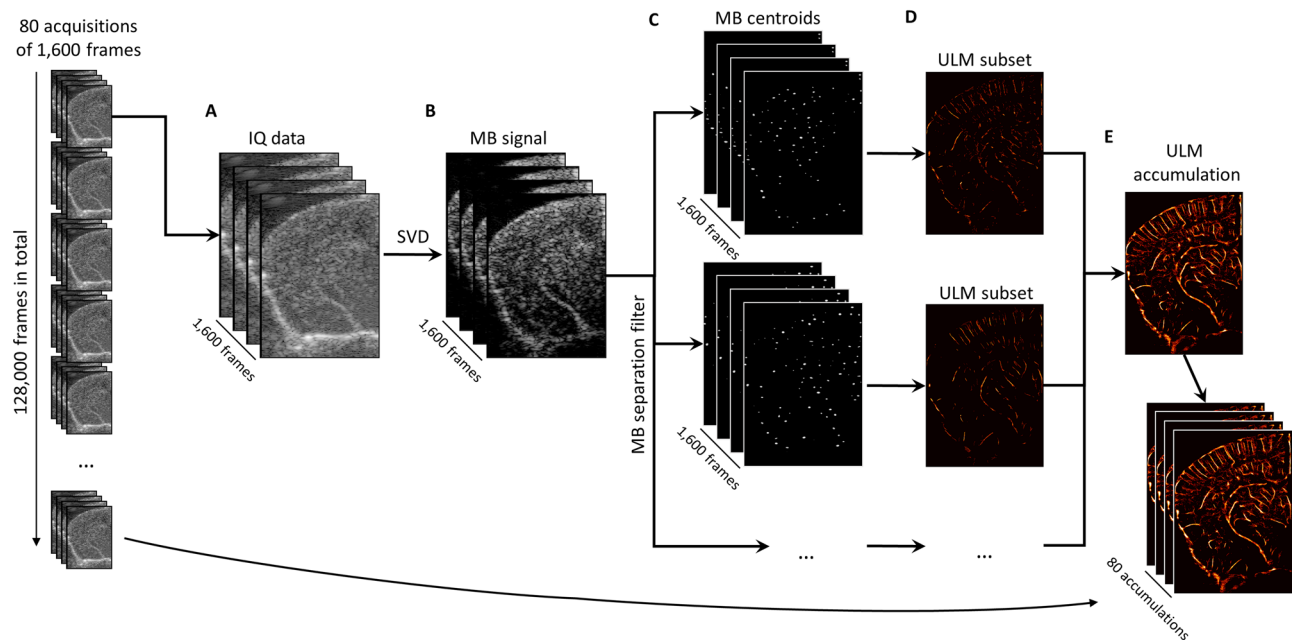 80 acquisitions
of 1,600 frames
128,000 frames in total
...
A
IQ data
1,600 frames
SVD
B
MB signal
1,600 frames
MB separation filter
C
MB centroids
1,600 frames
1,600 frames
...
D
ULM subset
ULM subset
...
E
ULM
accumulation
80 accumulations